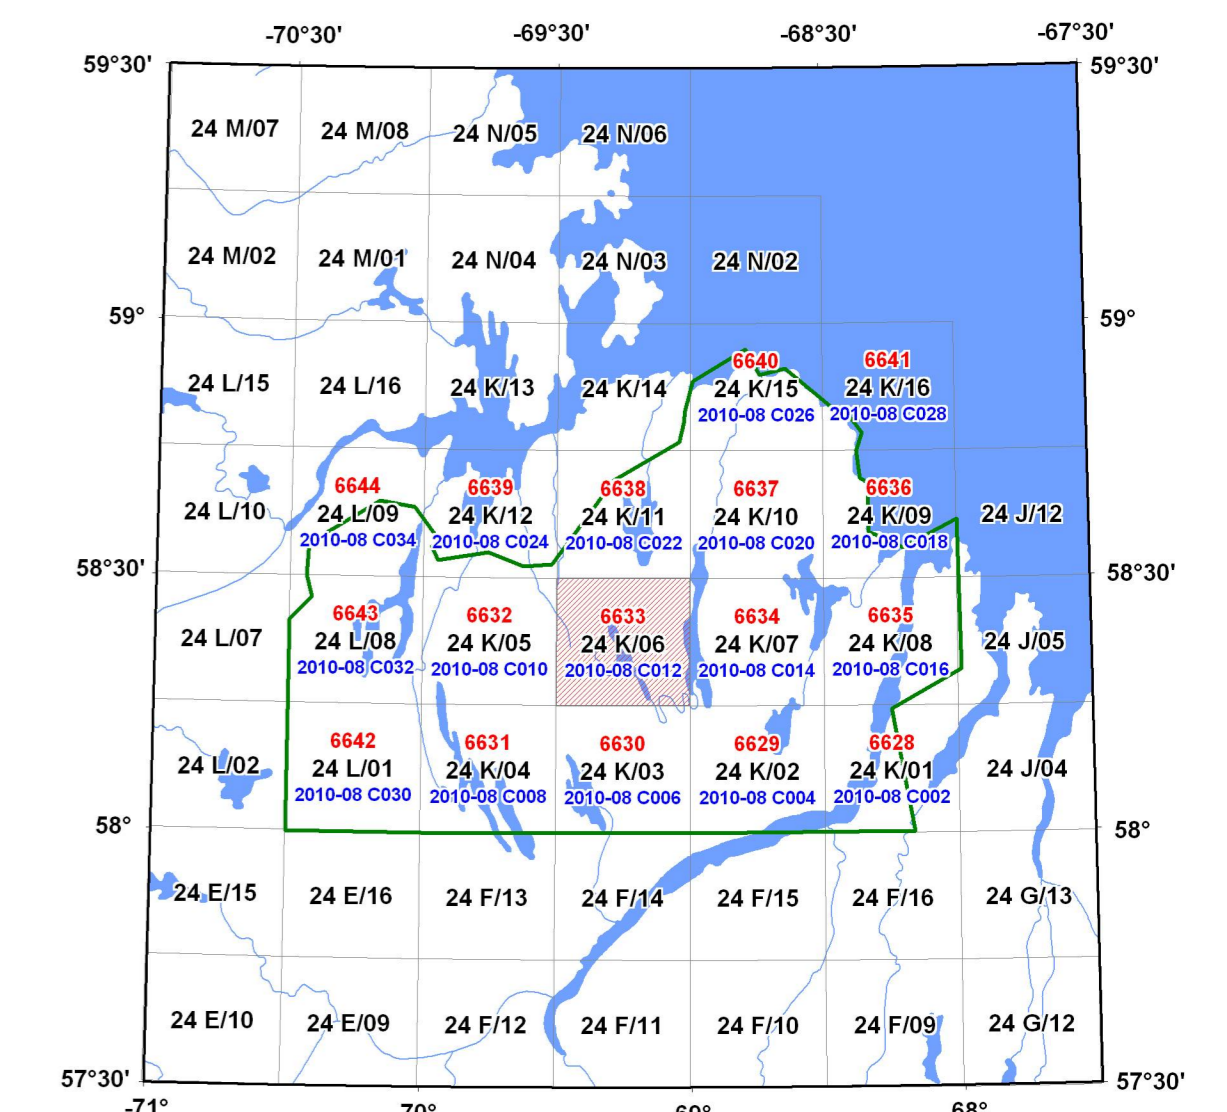 -70°30' -69°30' -68°30' -67°30'
59°30' 59°30'
24 M/07 24 M/08 24 N/05 24 N/06
24 M/02 24 M/01 24 N/04 24 N/03 24 N/02
59° 59°
6640 6641
24 L/15 24 L/16 24 K/13 24 K/14 24 K/15 24 K/16
2010-08 C026 2010-08 C028
6644 6639 6638 6637 6636
24 L/10 24 L/09 24 K/12 24 K/11 24 K/10 24 K/09 24 J/12
2010-08 C034 2010-08 C024 2010-08 C022 2010-08 C020 2010-08 C018
58°30' 58°30'
6643 6632 6633 6634 6635
24 L/07 24 L/08 24 K/05 24 K/06 24 K/07 24 K/08 24 J/05
2010-08 C032 2010-08 C010 2010-08 C012 2010-08 C014 2010-08 C016
6642 6631 6630 6629 6628
24 L/02 24 L/01 24 K/04 24 K/03 24 K/02 24 K/01 24 J/04
2010-08 C030 2010-08 C008 2010-08 C006 2010-08 C004 2010-08 C002
58° 58°
24 E/15 24 E/16 24 F/13 24 F/14 24 F/15 24 F/16 24 G/13
24 E/10 24 E/09 24 F/12 24 F/11 24 F/10 24 F/09 24 G/12
57°30' 57°30'
-71° -70° -69° -68°